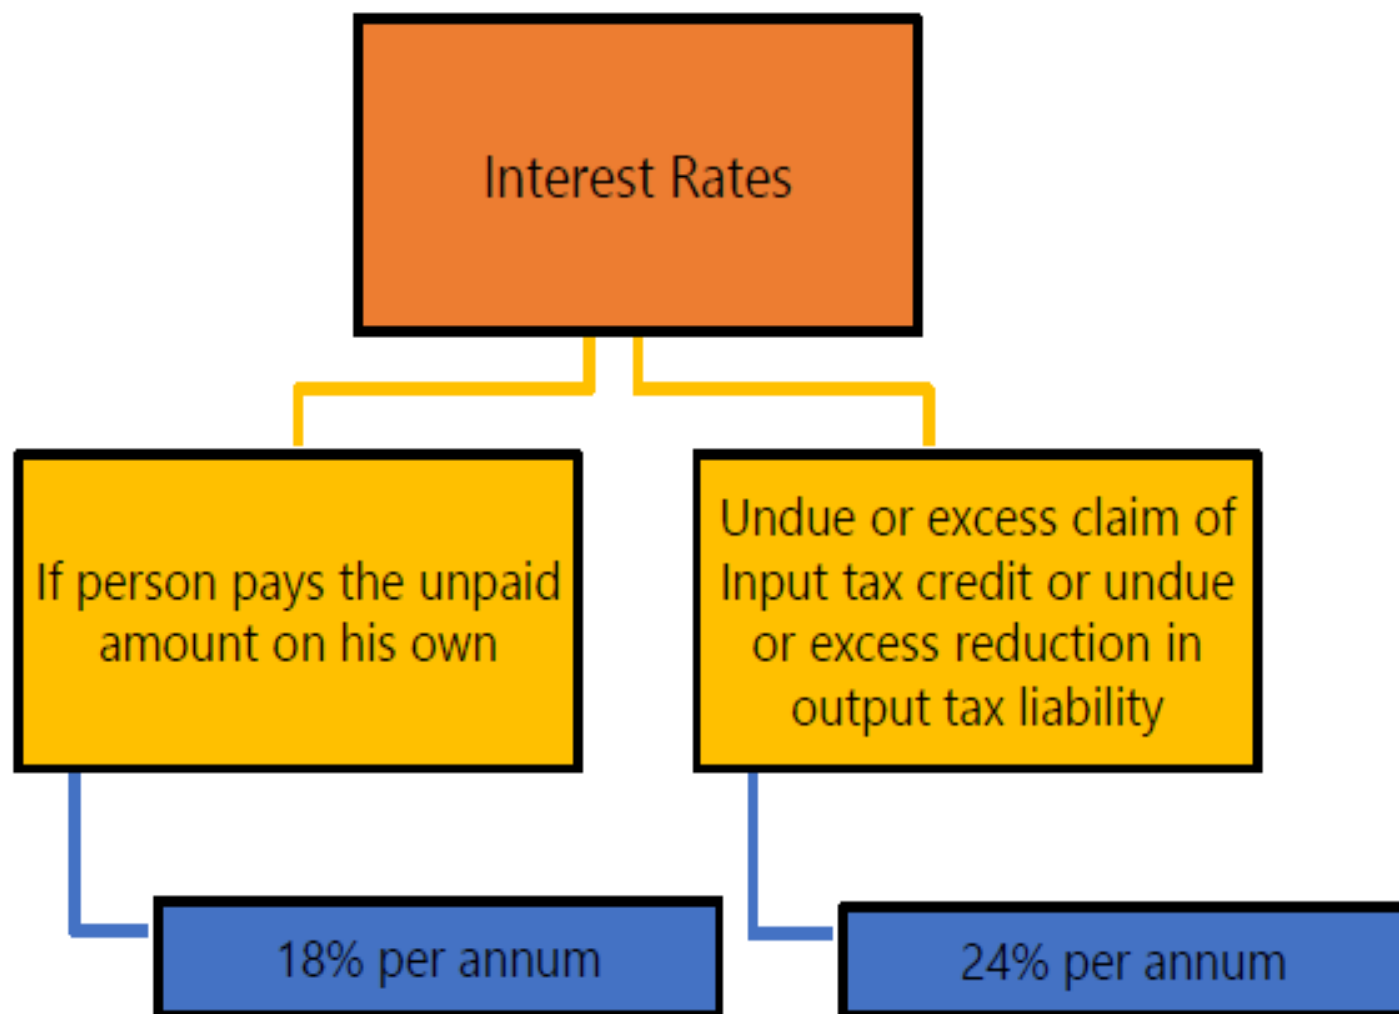 Interest Rates
If person pays the unpaid
amount on his own
Undue or excess claim of
Input tax credit or undue
or excess reduction in
output tax liability
18% per annum
24% per annum